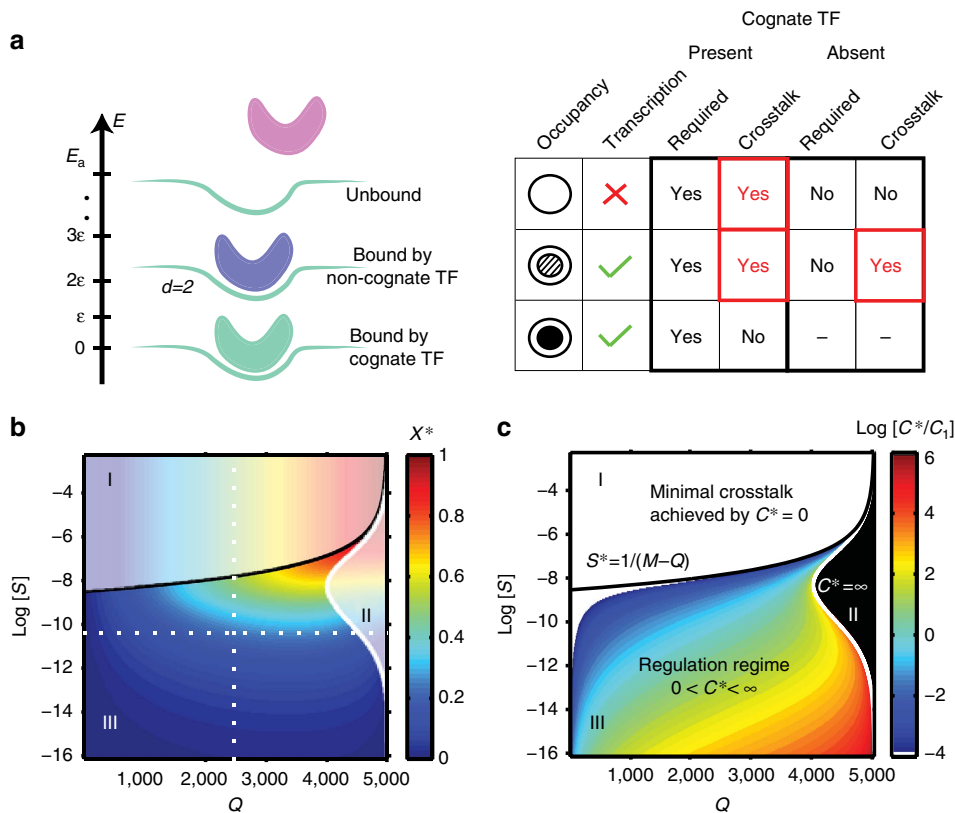 a
E
E_a
3ε
2ε
ε
0
d=2
Unbound
Bound by
non-cognate TF
Bound by
cognate TF
Cognate TF
Present Absent
Occupancy Transcription Required Crosstalk Required Crosstalk
Yes Yes No No
Yes Yes No Yes
Yes No – –
b
X*
I
II
III
Log [S]
−4
−6
−8
−10
−12
−14
−16
1,000 2,000 3,000 4,000 5,000
Q
1
0.8
0.6
0.4
0.2
0
c
Log [C*/C₁]
I
Minimal crosstalk
achieved by C* = 0
S*=1/(M−Q)
C*=∞
II
Regulation regime
0 < C* < ∞
III
Log [S]
−4
−6
−8
−10
−12
−14
−16
1,000 2,000 3,000 4,000 5,000
Q
6
4
2
0
−2
−4